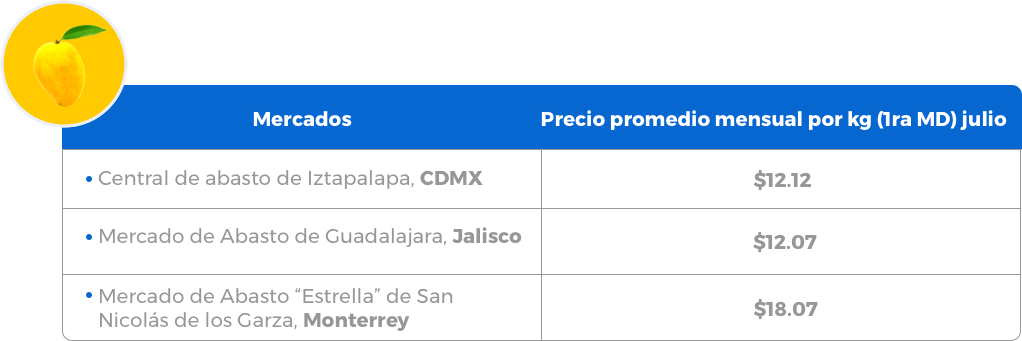 Mercados
Precio promedio mensual por kg (1ra MD) julio
• Central de abasto de Iztapalapa, CDMX
$12.12
• Mercado de Abasto de Guadalajara, Jalisco
$12.07
• Mercado de Abasto “Estrella” de San
Nicolás de los Garza, Monterrey
$18.07